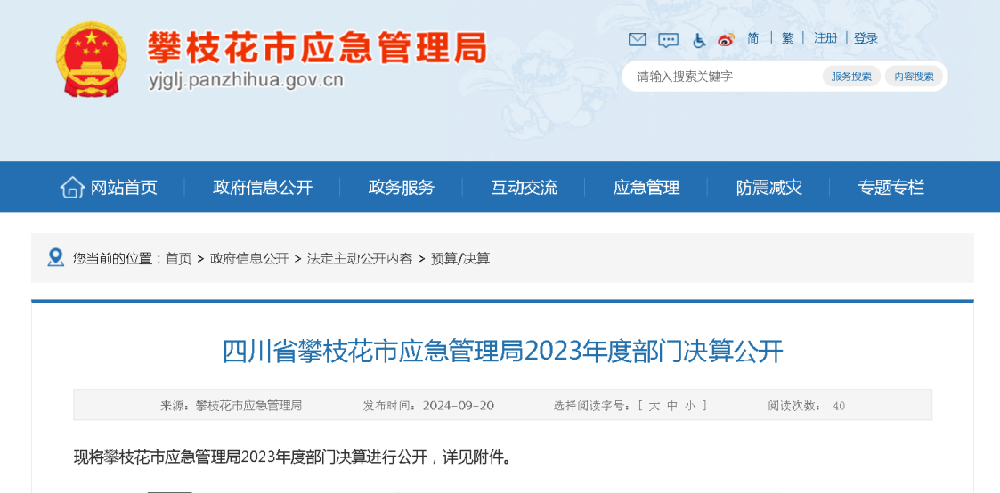 攀枝花市应急管理局
yjglj.panzhihua.gov.cn
简 | 繁 | 注册 | 登录
请输入搜索关键字 服务搜索 内容搜索
网站首页 政府信息公开 政务服务 互动交流 应急管理 防震减灾 专题专栏
您当前的位置：首页 > 政府信息公开 > 法定主动公开内容 > 预算/决算
四川省攀枝花市应急管理局2023年度部门决算公开
来源：攀枝花市应急管理局 发布时间：2024-09-20 选择阅读字号：[ 大 中 小 ] 阅读次数： 40
现将攀枝花市应急管理局2023年度部门决算进行公开，详见附件。